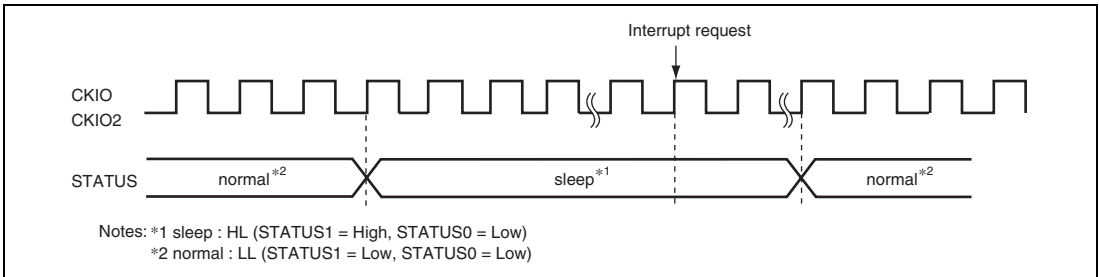 Interrupt request
CKIO
CKIO2
STATUS
normal*2
sleep*1
normal*2
Notes: *1 sleep : HL (STATUS1 = High, STATUS0 = Low)
*2 normal : LL (STATUS1 = Low, STATUS0 = Low)